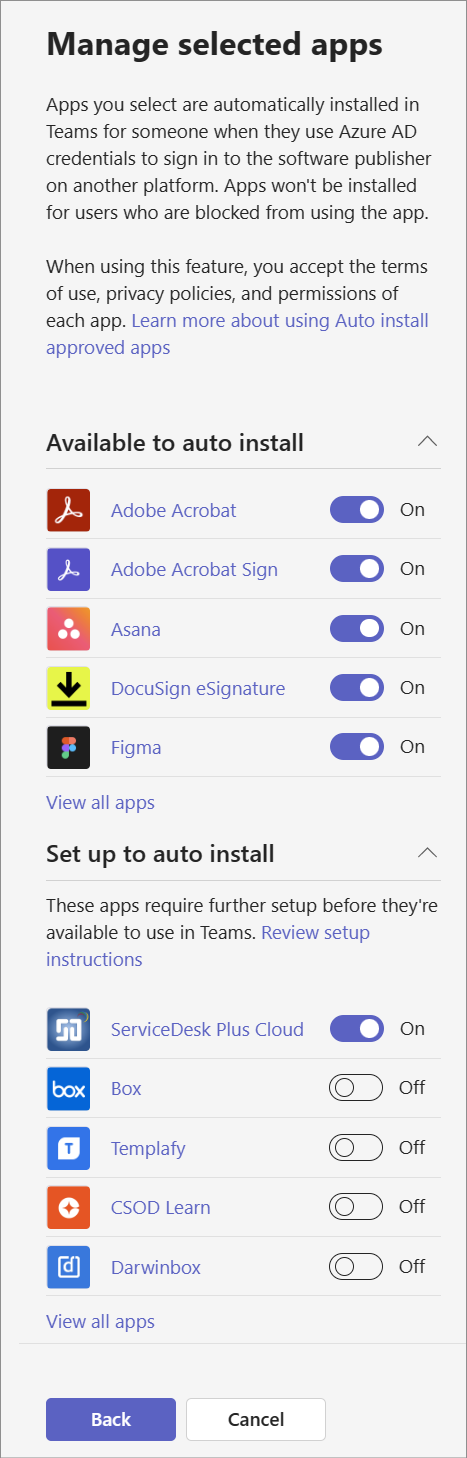 Manage selected apps
Apps you select are automatically installed in
Teams for someone when they use Azure AD
credentials to sign in to the software publisher
on another platform. Apps won't be installed
for users who are blocked from using the app.
When using this feature, you accept the terms
of use, privacy policies, and permissions of
each app. Learn more about using Auto install
approved apps
Available to auto install
Adobe Acrobat On
Adobe Acrobat Sign On
Asana On
DocuSign eSignature On
Figma On
View all apps
Set up to auto install
These apps require further setup before they're
available to use in Teams. Review setup
instructions
ServiceDesk Plus Cloud On
box Box Off
T Templafy Off
CSOD Learn Off
Darwinbox Off
View all apps
Back Cancel